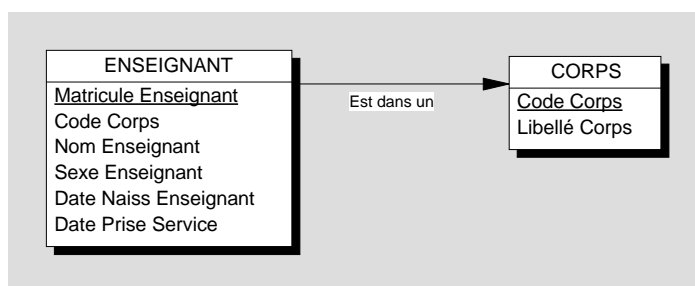 ENSEIGNANT
Matricule Enseignant
Code Corps
Nom Enseignant
Sexe Enseignant
Date Naiss Enseignant
Date Prise Service
Est dans un
CORPS
Code Corps
Libellé Corps